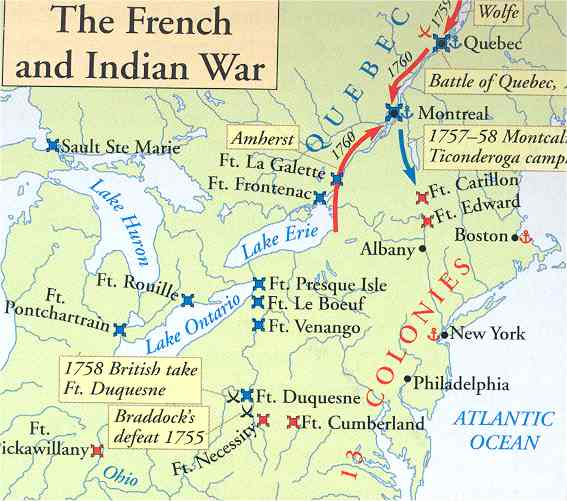 The French
and Indian War
Wolfe
1759
Quebec
1760
QUEBEC
Battle of Quebec,
Montreal
Amherst
1760
1757–58 Montcal
Ticonderoga camp
Sault Ste Marie
Ft. La Galette
Ft. Frontenac
Ft. Carillon
Ft. Edward
Lake Huron
Lake Erie
Albany
Boston
Ft. Rouille
Ft. Presque Isle
Ft. Le Boeuf
Ft.
Pontchartrain
Lake Ontario
Ft. Venango
New York
13 COLONIES
1758 British take
Ft. Duquesne
Ft. Duquesne
Philadelphia
Braddock's
defeat 1755
Ft. Cumberland
ATLANTIC
OCEAN
Ft.
ickawillany
Ft. Necessity
Ohio